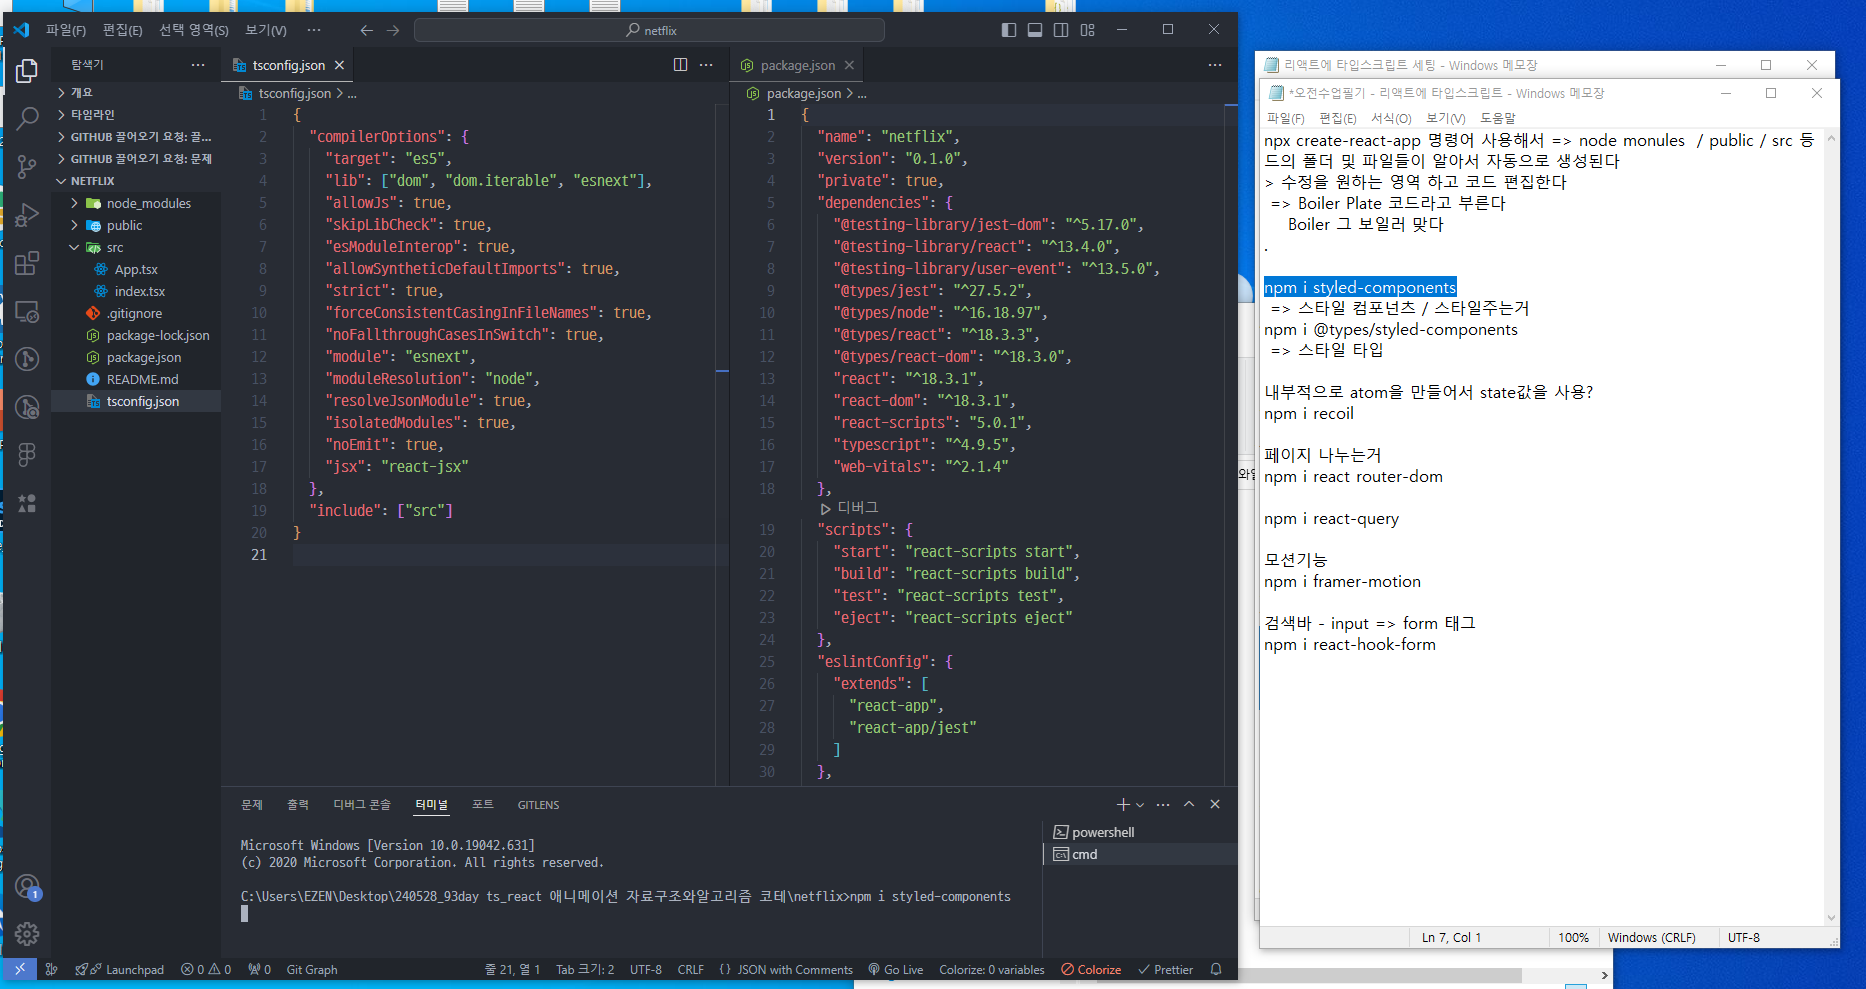 파일(F) 편집(E) 선택 영역(S) 보기(V) ··· netflix
탐색기
개요
타임라인
GITHUB 끌어오기 요청: 끌...
GITHUB 끌어오기 요청: 문제
NETFLIX
node_modules
public
src
App.tsx
index.tsx
.gitignore
package-lock.json
package.json
README.md
tsconfig.json
1
tsconfig.json
tsconfig.json > ...
1 {
2 "compilerOptions": {
3 "target": "es5",
4 "lib": ["dom", "dom.iterable", "esnext"],
5 "allowJs": true,
6 "skipLibCheck": true,
7 "esModuleInterop": true,
8 "allowSyntheticDefaultImports": true,
9 "strict": true,
10 "forceConsistentCasingInFileNames": true,
11 "noFallthroughCasesInSwitch": true,
12 "module": "esnext",
13 "moduleResolution": "node",
14 "resolveJsonModule": true,
15 "isolatedModules": true,
16 "noEmit": true,
17 "jsx": "react-jsx"
18 },
19 "include": ["src"]
20 }
21
package.json
package.json > ...
1 {
2 "name": "netflix",
3 "version": "0.1.0",
4 "private": true,
5 "dependencies": {
6 "@testing-library/jest-dom": "^5.17.0",
7 "@testing-library/react": "^13.4.0",
8 "@testing-library/user-event": "^13.5.0",
9 "@types/jest": "^27.5.2",
10 "@types/node": "^16.18.97",
11 "@types/react": "^18.3.3",
12 "@types/react-dom": "^18.3.0",
13 "react": "^18.3.1",
14 "react-dom": "^18.3.1",
15 "react-scripts": "5.0.1",
16 "typescript": "^4.9.5",
17 "web-vitals": "^2.1.4"
18 },
디버그
19 "scripts": {
20 "start": "react-scripts start",
21 "build": "react-scripts build",
22 "test": "react-scripts test",
23 "eject": "react-scripts eject"
24 },
25 "eslintConfig": {
26 "extends": [
27 "react-app",
28 "react-app/jest"
29 ]
30 },
문제 출력 디버그 콘솔 터미널 포트 GITLENS
Microsoft Windows [Version 10.0.19042.631]
(c) 2020 Microsoft Corporation. All rights reserved.
C:\Users\EZEN\Desktop\240528_93day ts_react 애니메이션 자료구조와알고리즘 코테\netflix>npm i styled-components
powershell
cmd
Launchpad 0 0 0 Git Graph 줄 21, 열 1 Tab 크기: 2 UTF-8 CRLF {} JSON with Comments Go Live Colorize: 0 variables Colorize Prettier
리액트에 타입스크립트 세팅 - Windows 메모장
*오전수업필기 - 리액트에 타입스크립트 - Windows 메모장
파일(F) 편집(E) 서식(O) 보기(V) 도움말
npx create-react-app 명령어 사용해서 => node monules / public / src 등
드의 폴더 및 파일들이 알아서 자동으로 생성된다
> 수정을 원하는 영역 하고 코드 편집한다
=> Boiler Plate 코드라고 부른다
Boiler 그 보일러 맞다
.
npm i styled-components
=> 스타일 컴포넌츠 / 스타일주는거
npm i @types/styled-components
=> 스타일 타입
내부적으로 atom을 만들어서 state값을 사용?
npm i recoil
페이지 나누는거
npm i react router-dom
npm i react-query
모션기능
npm i framer-motion
검색바 - input => form 태그
npm i react-hook-form
Ln 7, Col 1 100% Windows (CRLF) UTF-8